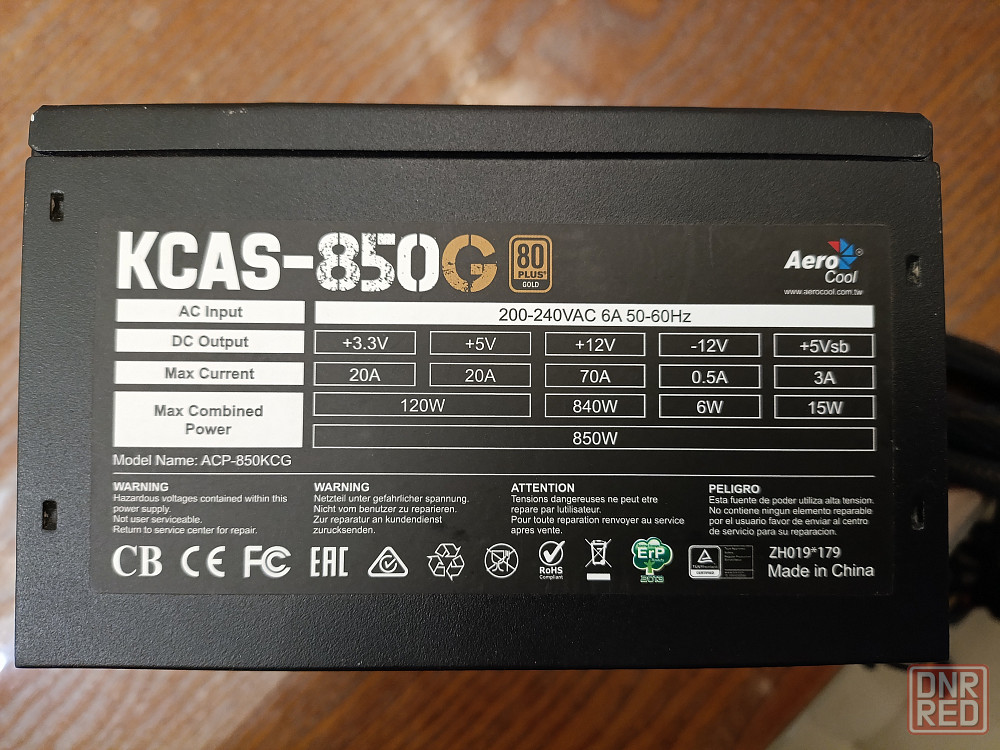 KCAS-850G
80
PLUS
GOLD
Aero
Cool
®
www.aerocool.com.tw
AC Input 200-240VAC 6A 50-60Hz
DC Output +3.3V +5V +12V -12V +5Vsb
Max Current 20A 20A 70A 0.5A 3A
Max Combined Power 120W 840W 6W 15W
850W
Model Name: ACP-850KCG
WARNING
Hazardous voltages contained within this
power supply.
Not user serviceable.
Return to service center for repair.
WARNING
Netzteil unter gefahrlicher spannung.
Nicht vom benutzer zu reparieren.
Zur reparatur an kundendienst
zurucksenden.
ATTENTION
Tensions dangereuses ne peut etre
repare par lutilisateur.
Pour toute reparation renvoyer au service
apres vente.
PELIGRO
Esta fuente de poder utiliza alta tension.
No contiene ningun elemento reparable
por el usuario favor de enviar al centro
de servicio para su reparacion.
CB CE FC EAC
RoHS
Compliant
ErP
2013
ZH019*179
Made in China
DNR
RED